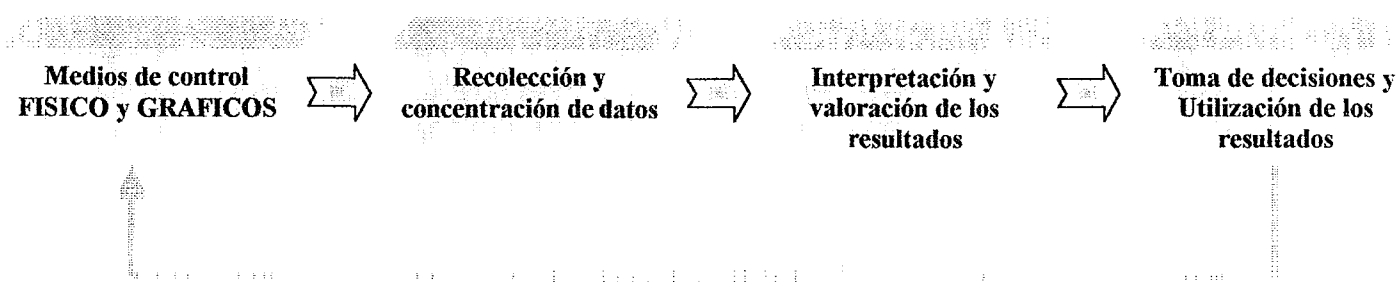 Medios de control
FISICO y GRAFICOS
Recolección y
concentración de datos
Interpretación y
valoración de los
resultados
Toma de decisiones y
Utilización de los
resultados